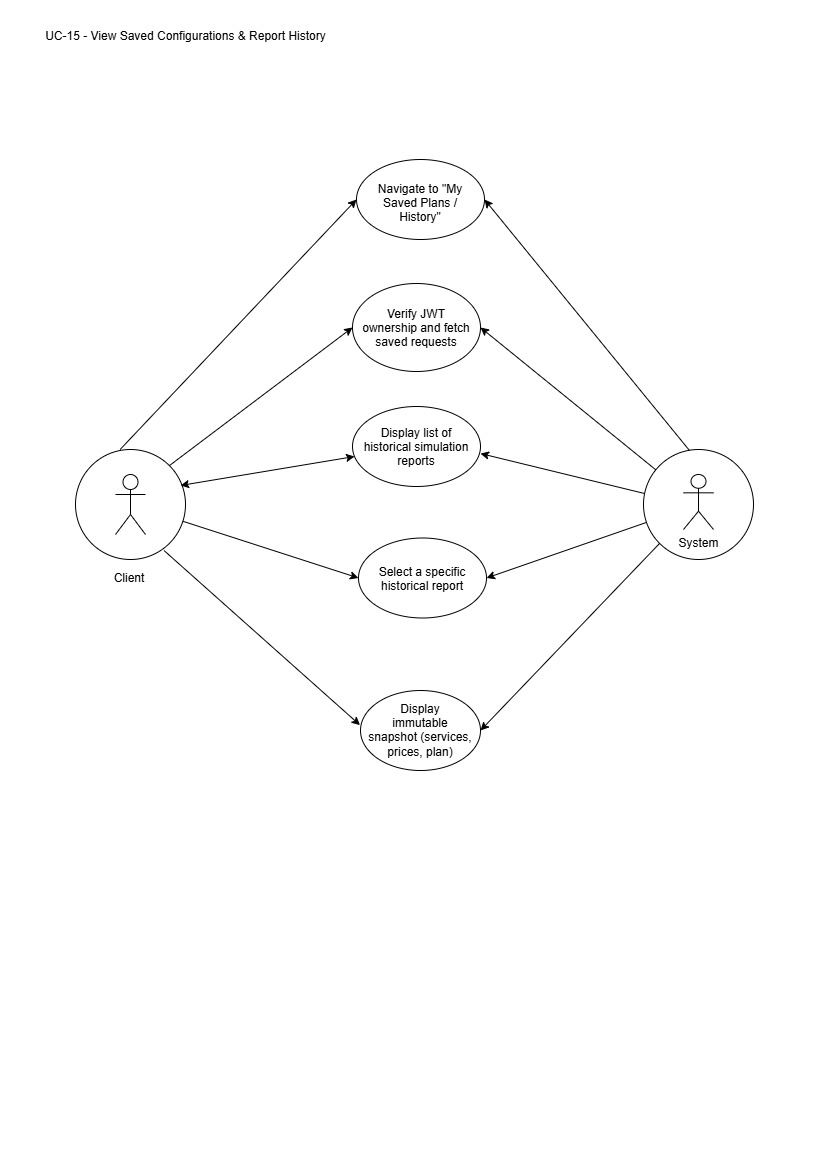 UC-15 - View Saved Configurations & Report History
Navigate to "My
Saved Plans /
History"
Verify JWT
ownership and fetch
saved requests
Display list of
historical simulation
reports
Client
System
Select a specific
historical report
Display
immutable
snapshot (services,
prices, plan)